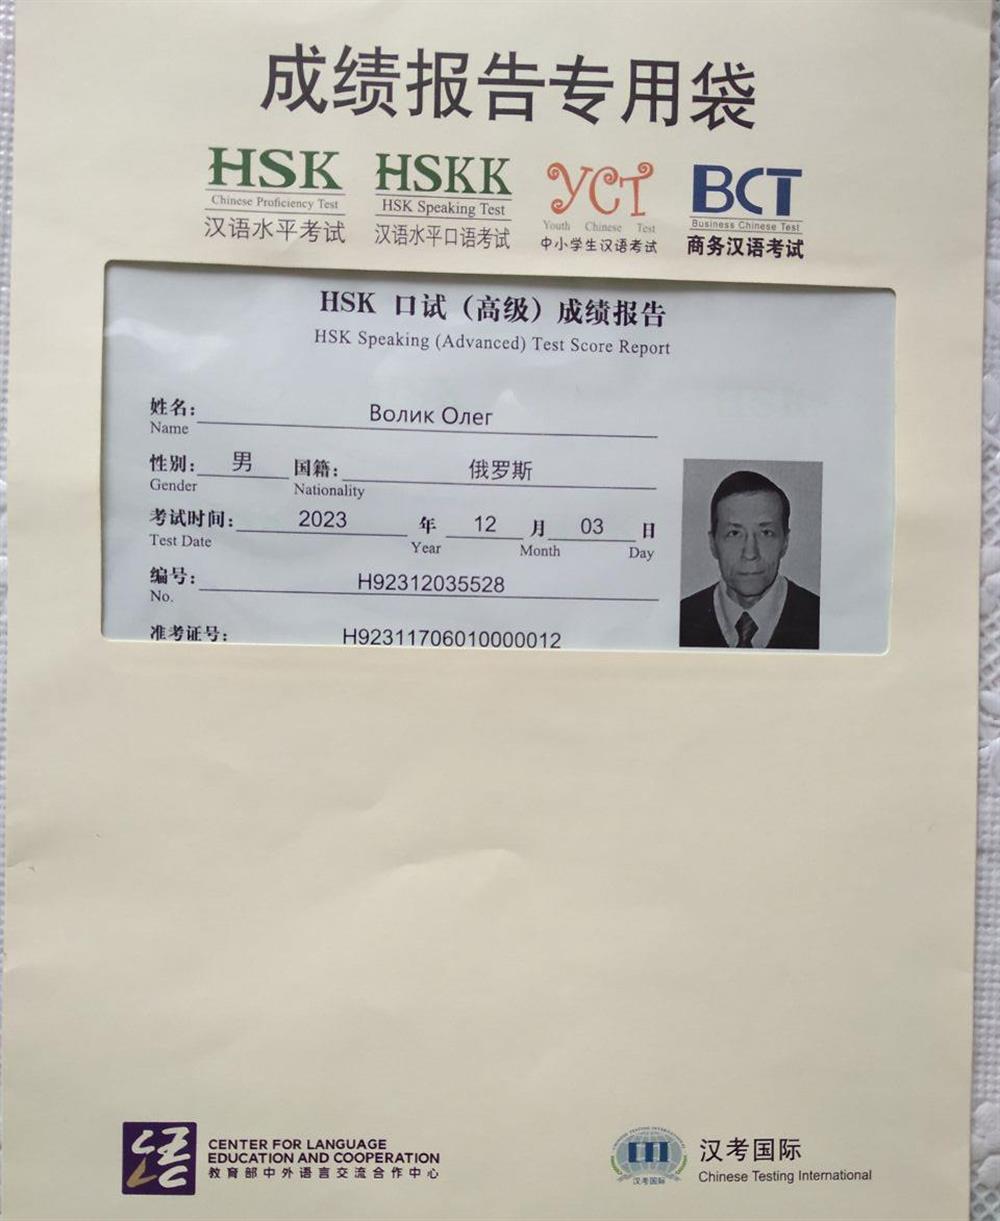 成绩报告专用袋
HSK HSKK YCT BCT
Chinese Proficiency Test HSK Speaking Test Youth Chinese Test Business Chinese Test
汉语水平考试 汉语水平口语考试 中小学生汉语考试 商务汉语考试
HSK 口试（高级）成绩报告
HSK Speaking (Advanced) Test Score Report
姓名： Волик Олег
Name
性别： 男 国籍： 俄罗斯
Gender Nationality
考试时间： 2023 年 12 月 03 日
Test Date Year Month Day
编号： H92312035528
No.
准考证号： H92311706010000012
CENTER FOR LANGUAGE
EDUCATION AND COOPERATION
教育部中外语言交流合作中心
汉考国际
Chinese Testing International
汉考国际